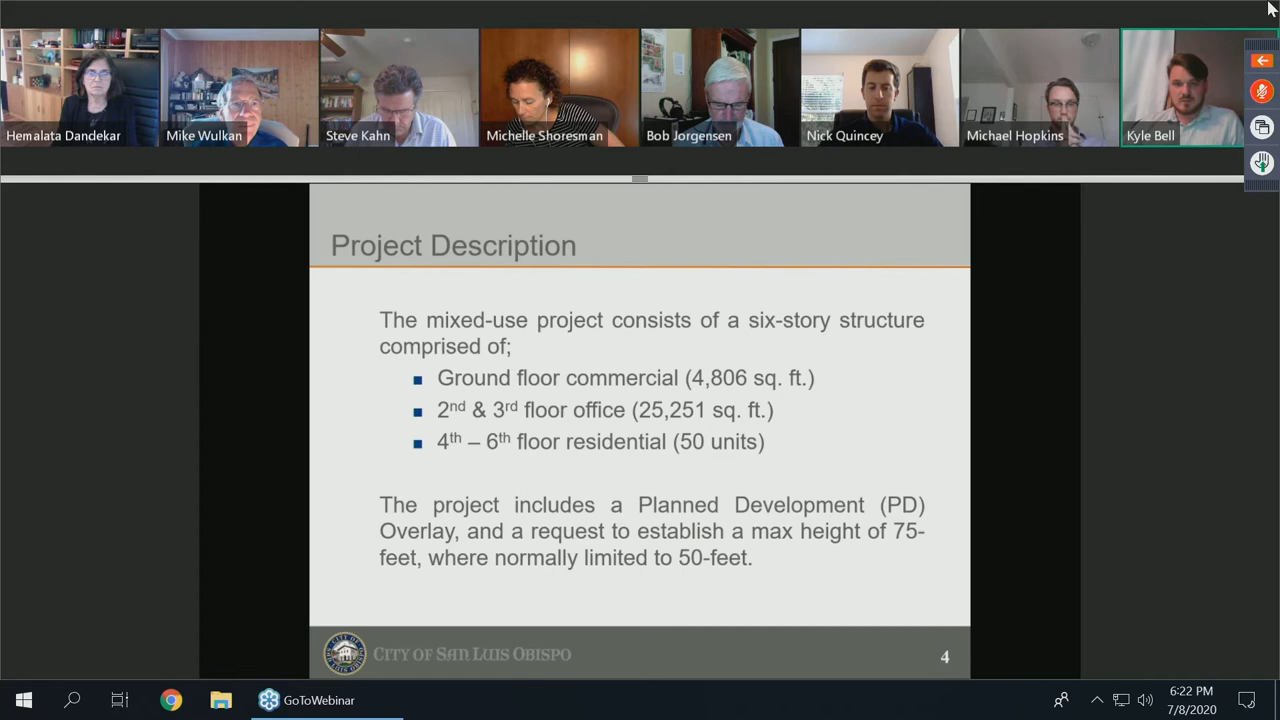 Hemalata Dandekar
Mike Wulkan
Steve Kahn
Michelle Shoresman
Bob Jorgensen
Nick Quincey
Michael Hopkins
Kyle Bell
Project Description
The mixed-use project consists of a six-story structure
comprised of;
Ground floor commercial (4,806 sq. ft.)
2nd & 3rd floor office (25,251 sq. ft.)
4th – 6th floor residential (50 units)
The project includes a Planned Development (PD)
Overlay, and a request to establish a max height of 75-
feet, where normally limited to 50-feet.
CITY OF SAN LUIS OBISPO
4
GoToWebinar
6:22 PM
7/8/2020